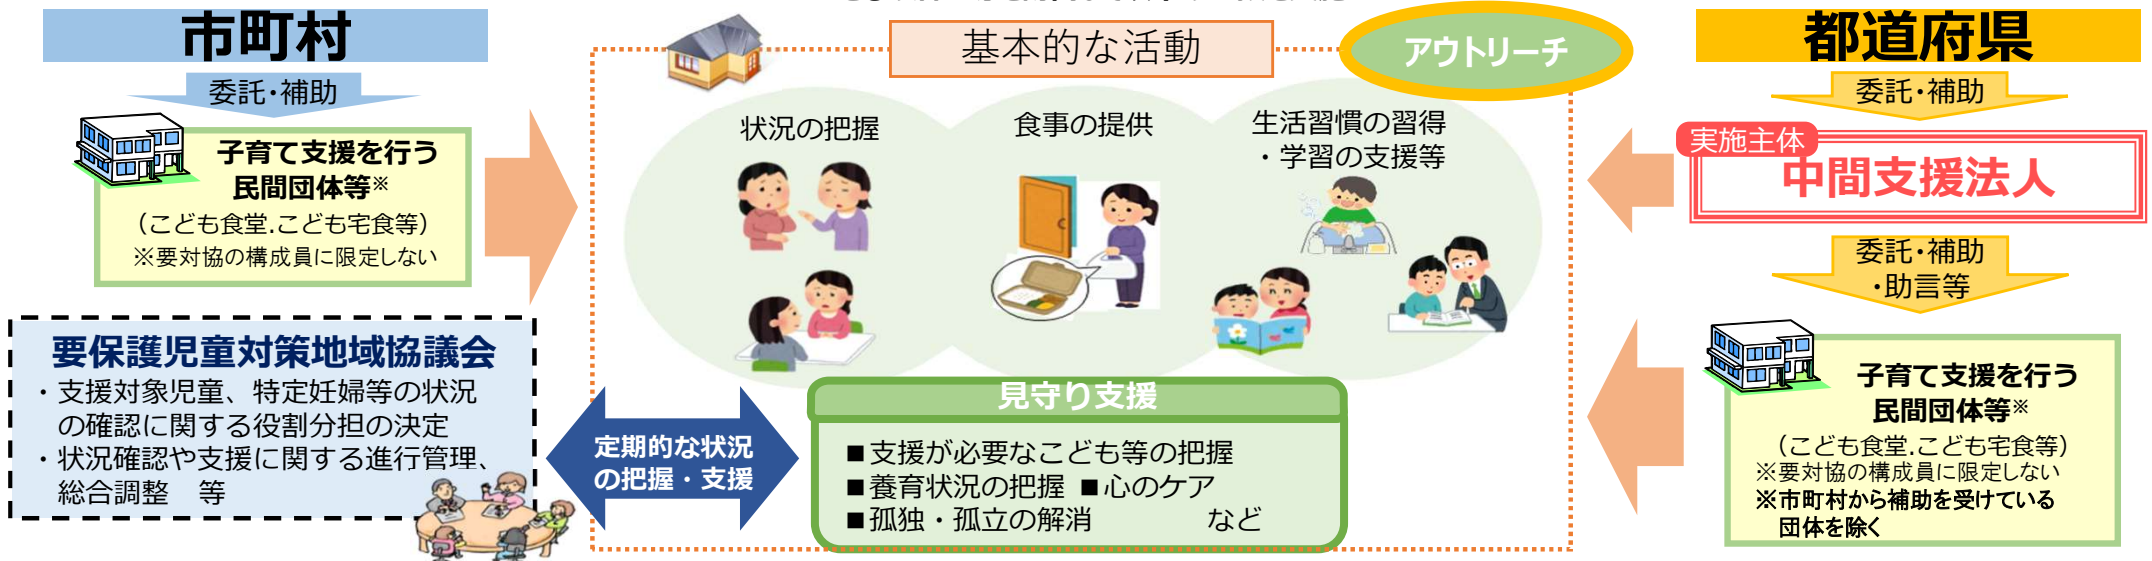 市町村
委託・補助
子育て支援を行う
民間団体等※
（こども食堂.こども宅食等）
※要対協の構成員に限定しない
要保護児童対策地域協議会
・支援対象児童、特定妊婦等の状況
の確認に関する役割分担の決定
・状況確認や支援に関する進行管理、
総合調整　等
基本的な活動
アウトリーチ
状況の把握
食事の提供
生活習慣の習得
・学習の支援等
定期的な状況
の把握・支援
見守り支援
■支援が必要なこども等の把握
■養育状況の把握 ■心のケア
■孤独・孤立の解消　　　　など
都道府県
委託・補助
実施主体
中間支援法人
委託・補助
・助言等
子育て支援を行う
民間団体等※
（こども食堂.こども宅食等）
※要対協の構成員に限定しない
※市町村から補助を受けている
団体を除く